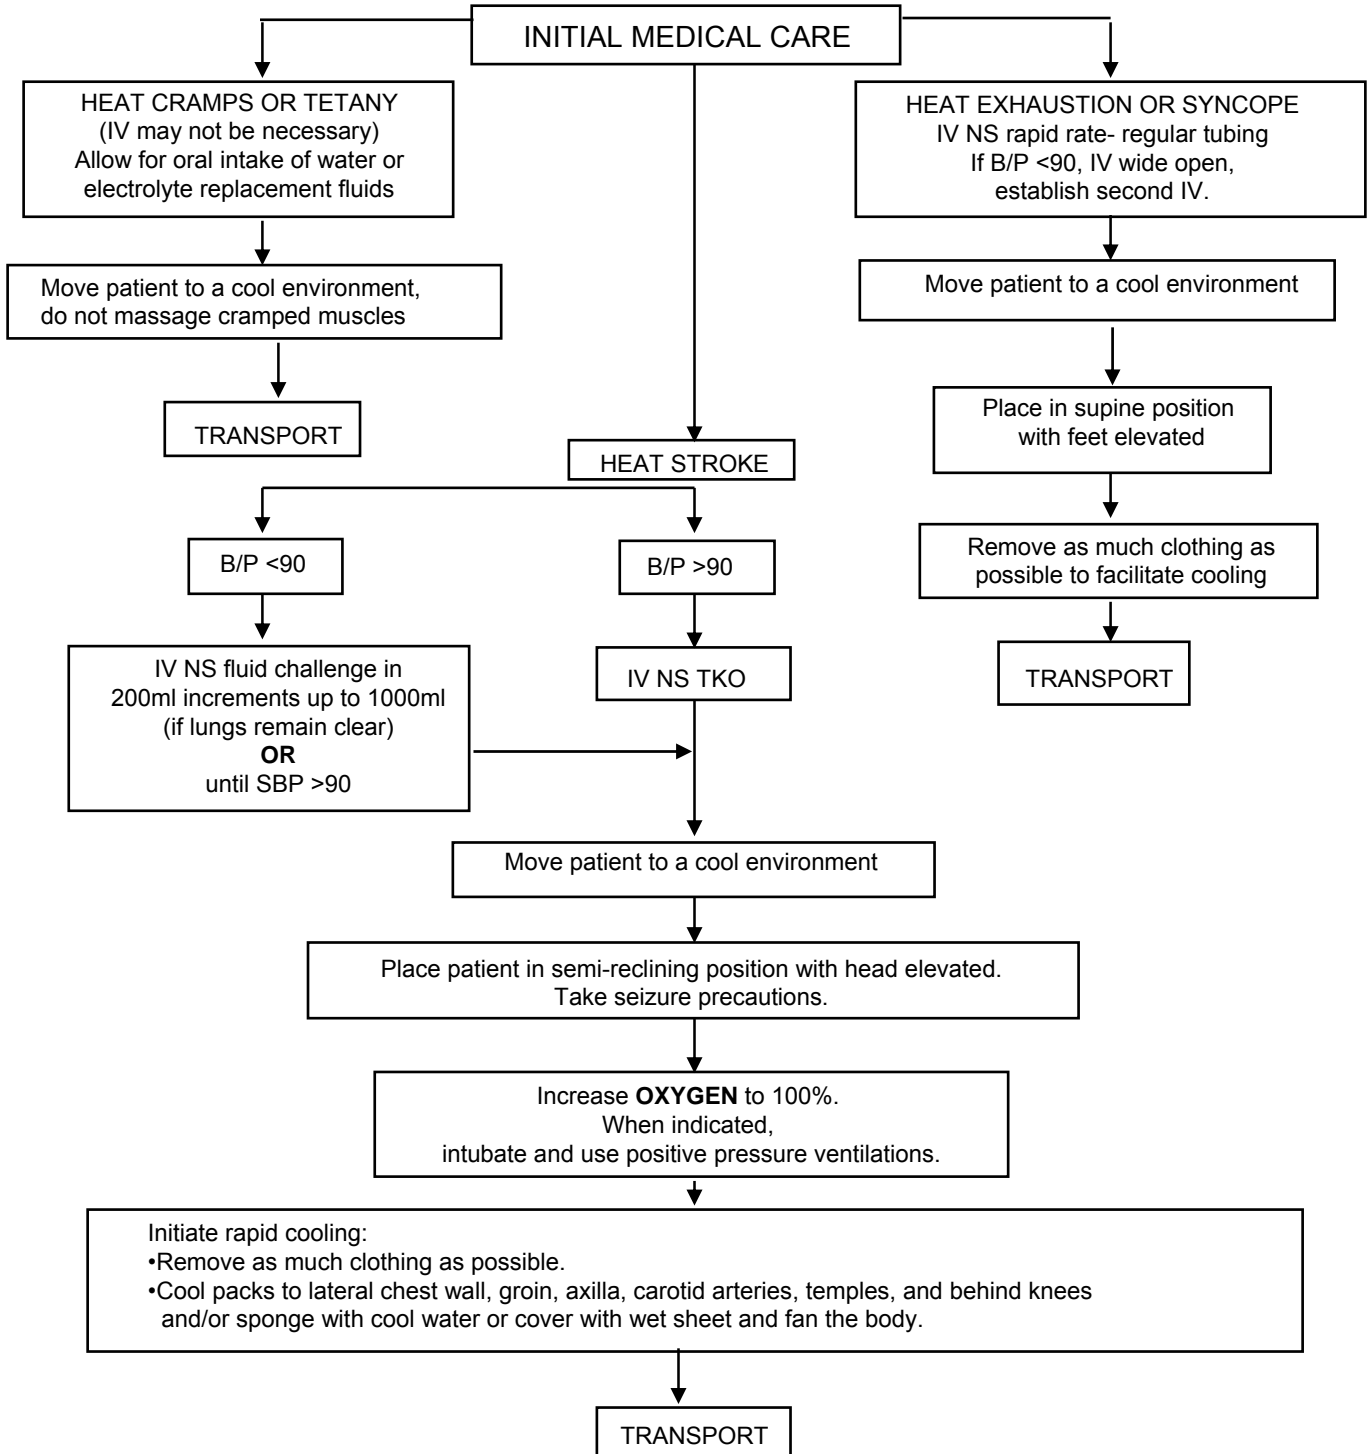 INITIAL MEDICAL CARE
HEAT CRAMPS OR TETANY
(IV may not be necessary)
Allow for oral intake of water or
electrolyte replacement fluids
Move patient to a cool environment,
do not massage cramped muscles
TRANSPORT
HEAT EXHAUSTION OR SYNCOPE
IV NS rapid rate- regular tubing
If B/P <90, IV wide open,
establish second IV.
Move patient to a cool environment
Place in supine position
with feet elevated
Remove as much clothing as
possible to facilitate cooling
TRANSPORT
HEAT STROKE
B/P <90
B/P >90
IV NS fluid challenge in
200ml increments up to 1000ml
(if lungs remain clear)
OR
until SBP >90
IV NS TKO
Move patient to a cool environment
Place patient in semi-reclining position with head elevated.
Take seizure precautions.
Increase OXYGEN to 100%.
When indicated,
intubate and use positive pressure ventilations.
Initiate rapid cooling:
•Remove as much clothing as possible.
•Cool packs to lateral chest wall, groin, axilla, carotid arteries, temples, and behind knees
and/or sponge with cool water or cover with wet sheet and fan the body.
TRANSPORT